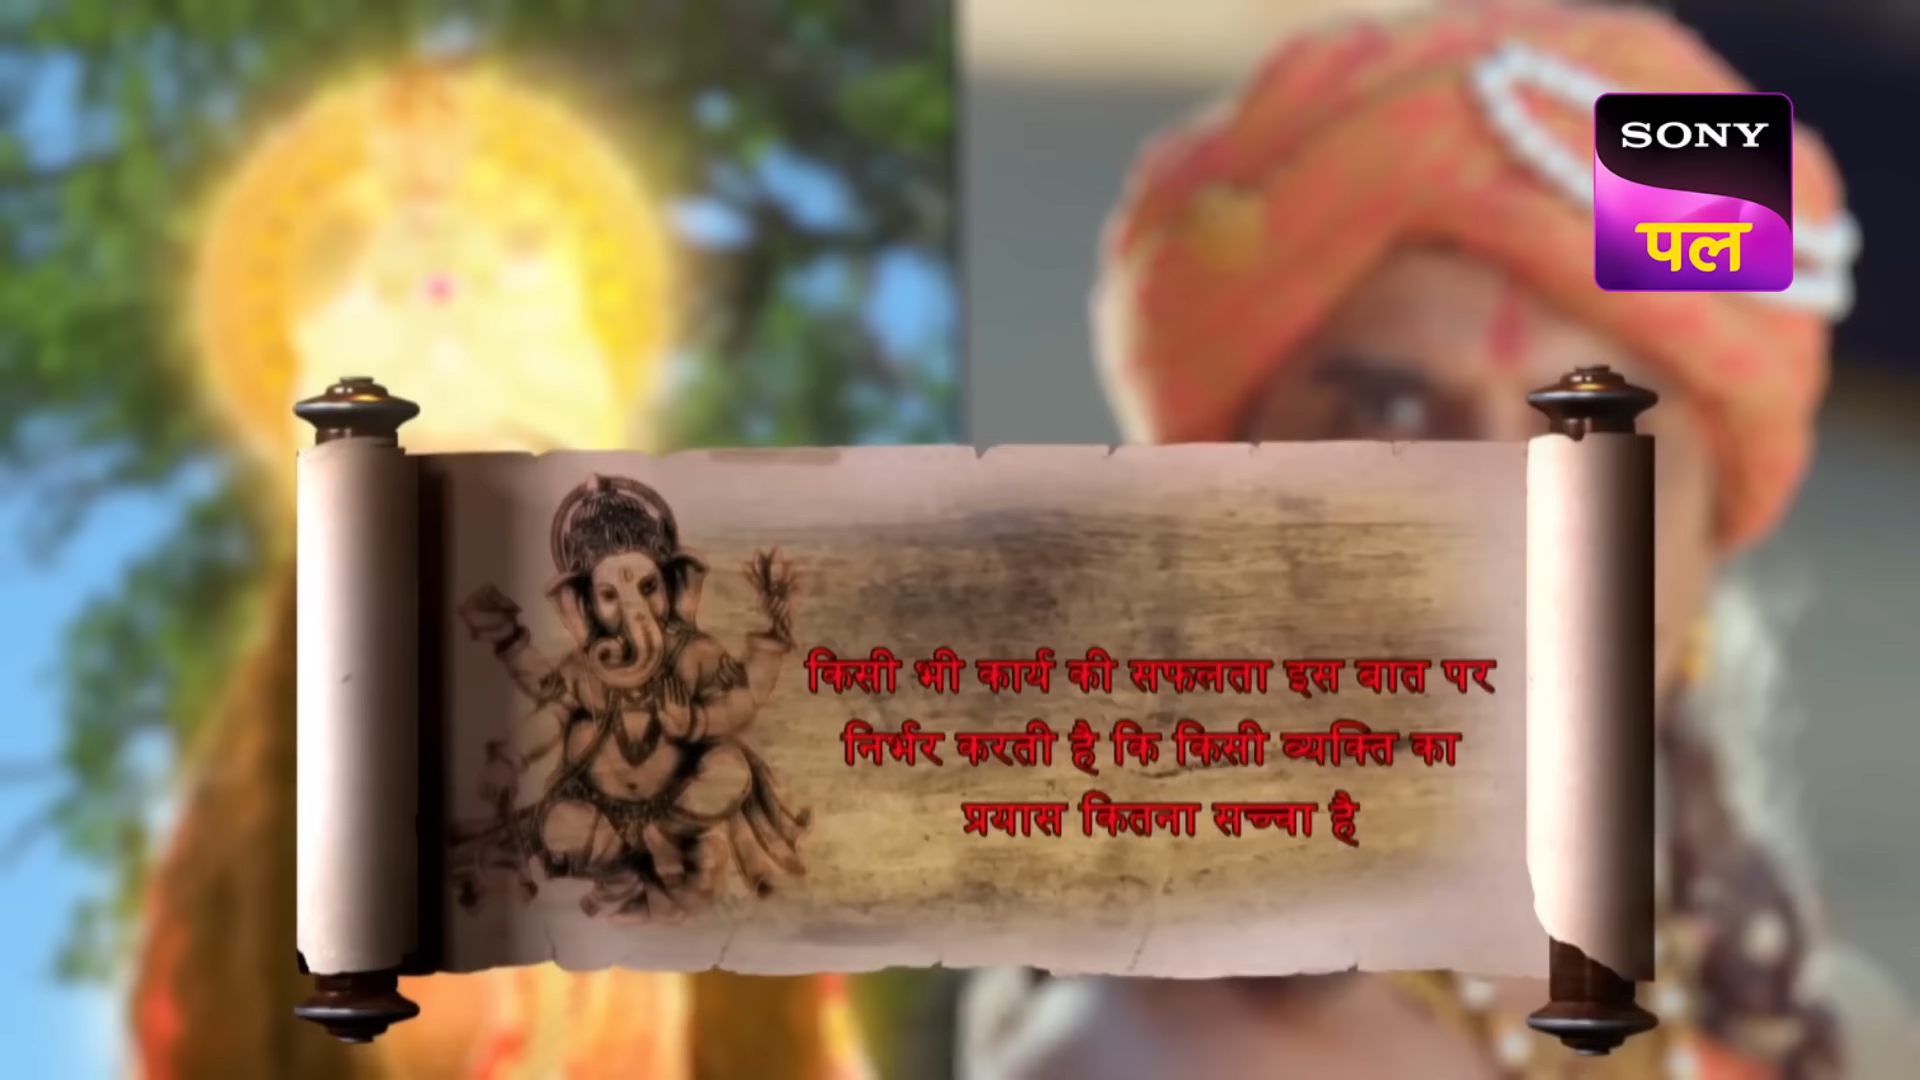 SONY
पल
किसी भी कार्य की सफलता इस बात पर
निर्भर करती है कि किसी व्यक्ति का
प्रयास कितना सच्चा है